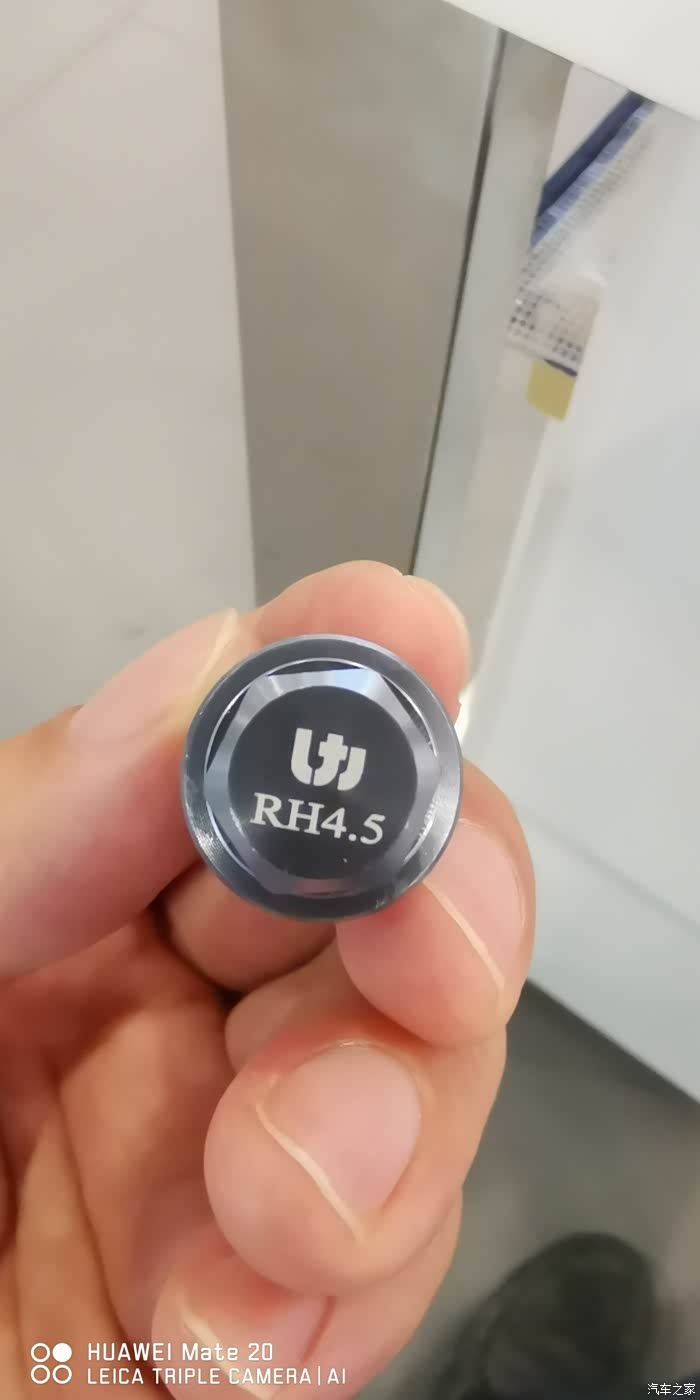 RH4.5
HUAWEI Mate 20
LEICA TRIPLE CAMERA | AI
汽车之家